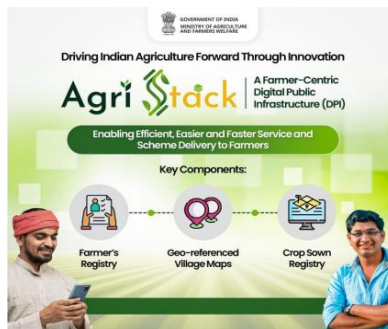 GOVERNMENT OF INDIA
MINISTRY OF AGRICULTURE
AND FARMERS WELFARE
Driving Indian Agriculture Forward Through Innovation
Agri Stack
A Farmer-Centric
Digital Public
Infrastructure (DPI)
Enabling Efficient, Easier and Faster Service and
Scheme Delivery to Farmers
Key Components:
Farmer's
Registry
Geo-referenced
Village Maps
Crop Sown
Registry